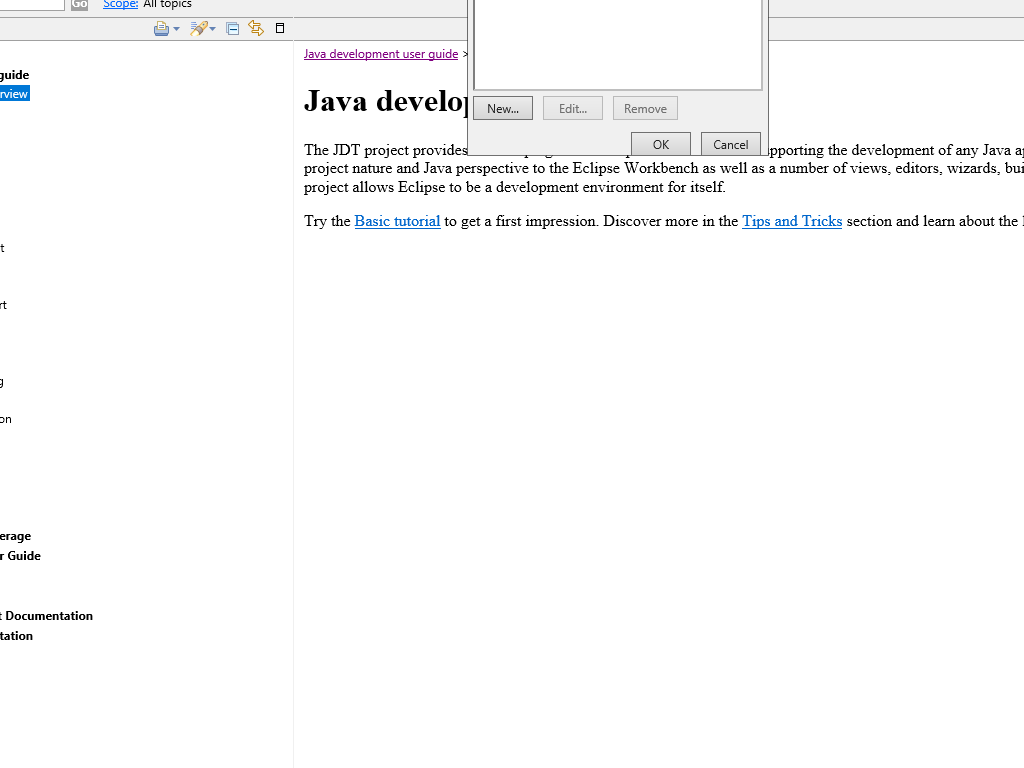 Go Scope: All topics
guide
rview
Java development user guide >
Java develop
New... Edit... Remove
OK Cancel
The JDT project provides pporting the development of any Java a
project nature and Java perspective to the Eclipse Workbench as well as a number of views, editors, wizards, bui
project allows Eclipse to be a development environment for itself.
Try the Basic tutorial to get a first impression. Discover more in the Tips and Tricks section and learn about the
t
rt
g
on
erage
r Guide
t Documentation
tation